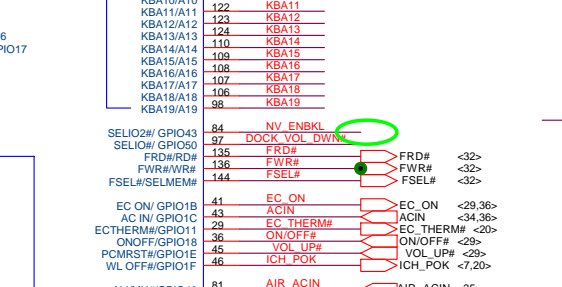 KBA10/A10
KBA11/A11 122 KBA11
KBA12/A12 123 KBA12
KBA13/A13 124 KBA13
KBA14/A14 110 KBA14
KBA15/A15 109 KBA15
KBA16/A16 108 KBA16
KBA17/A17 107 KBA17
KBA18/A18 106 KBA18
KBA19/A19 98 KBA19
6
IO17
SELIO2#/ GPIO43 84 NV_ENBKL
SELIO#/ GPIO50 97 DOCK_VOL_DWN#
FRD#/RD# 135 FRD# FRD# <32>
FWR#/WR# 136 FWR# FWR# <32>
FSEL#/SELMEM# 144 FSEL# FSEL# <32>
EC ON/ GPIO1B 41 EC_ON EC_ON <29,36>
AC IN/ GPIO1C 43 ACIN ACIN <34,36>
ECTHERM#/GPIO11 29 EC_THERM# EC_THERM# <20>
ONOFF/GPIO18 36 ON/OFF# ON/OFF# <29>
PCMRST#/GPIO1E 45 VOL_UP# VOL_UP# <29>
WL OFF#/GPIO1F 46 ICH_POK ICH_POK <7,20>
81 AIR_ACIN